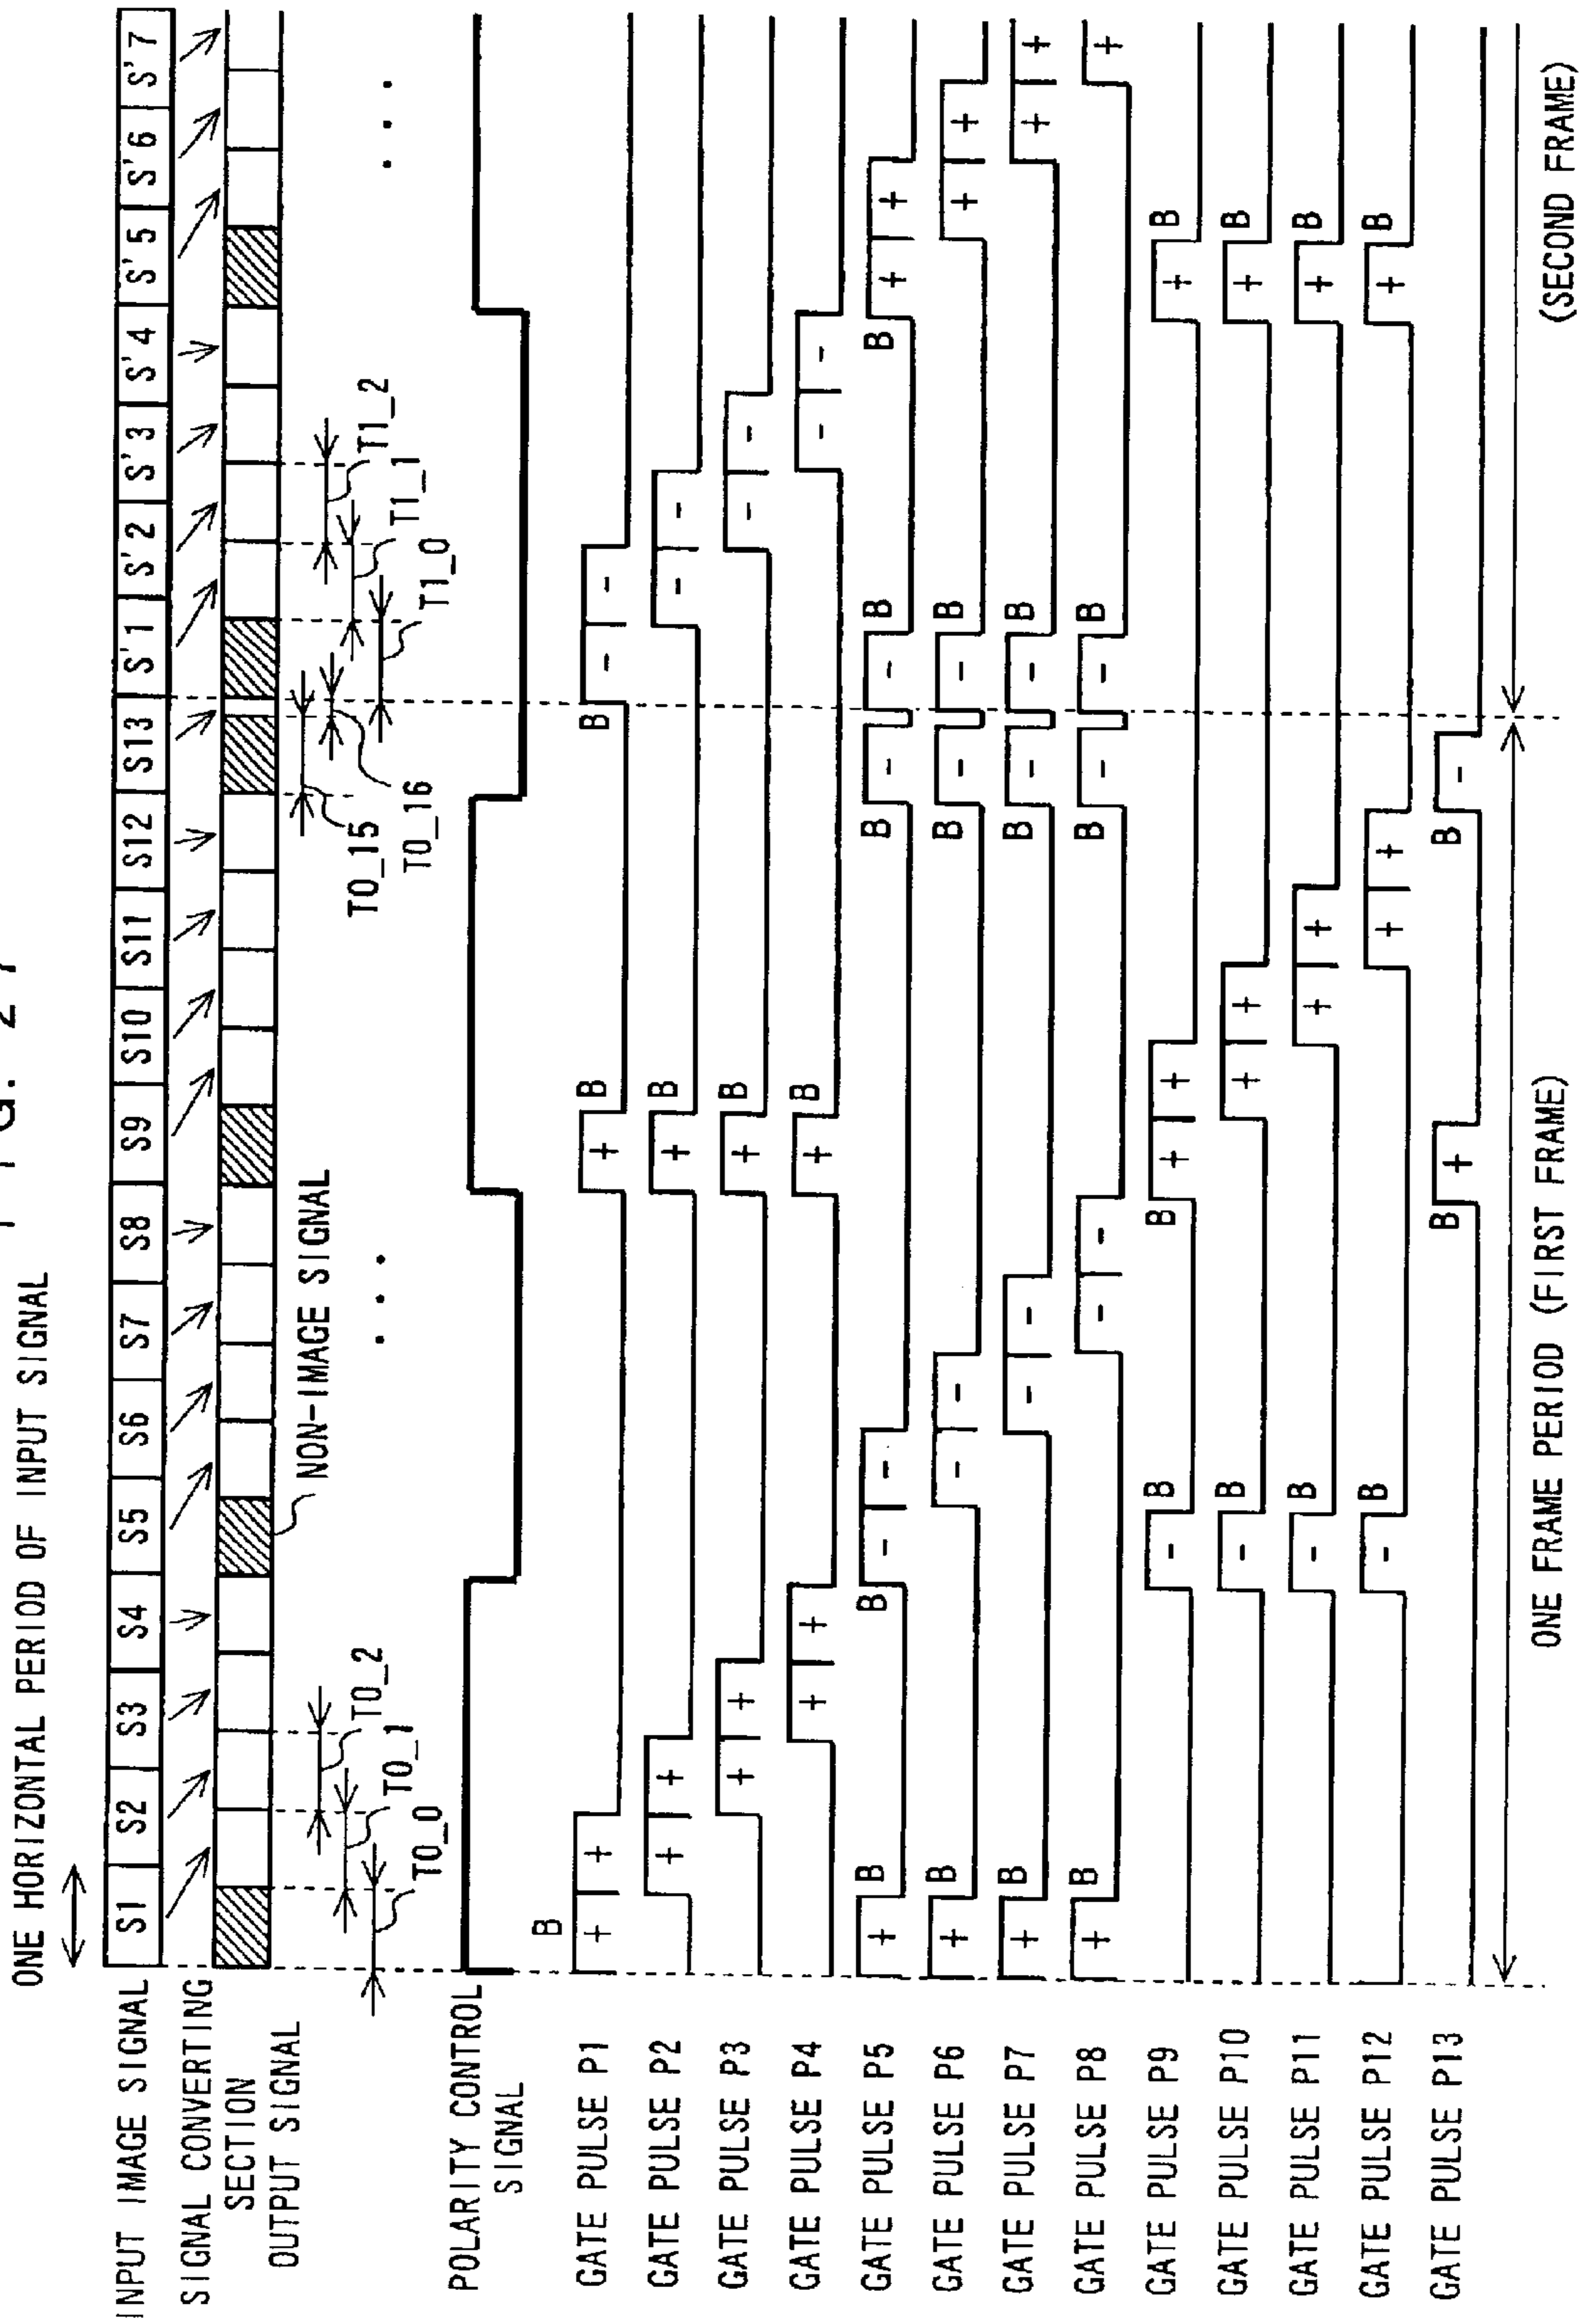 ONE HORIZONTAL PERIOD OF INPUT SIGNAL
INPUT IMAGE SIGNAL S1 S2 S3 S4 S5 S6 S7 S8 S9 S10 S11 S12 S13 S'1 S'2 S'3 S'4 S'5 S'6 S'7
SIGNAL CONVERTING
SECTION
OUTPUT SIGNAL
NON-IMAGE SIGNAL
T0_0 T0_1 T0_2 T0_15 T0_16 T1_0 T1_1 T1_2
. . . . . .
POLARITY CONTROL
SIGNAL
GATE PULSE P1 B + + + B B - -
GATE PULSE P2 + + + B - -
GATE PULSE P3 + + + B - -
GATE PULSE P4 + + + B - -
GATE PULSE P5 + B B - - B - - B B + +
GATE PULSE P6 + B - - B - - B + +
GATE PULSE P7 + B - - B - - B + +
GATE PULSE P8 + B - - B - - B +
GATE PULSE P9 - B B + + + B
GATE PULSE P10 - B + + + B
GATE PULSE P11 - B + + + B
GATE PULSE P12 - B + + + B
GATE PULSE P13 B + B -
ONE FRAME PERIOD (FIRST FRAME)
(SECOND FRAME)